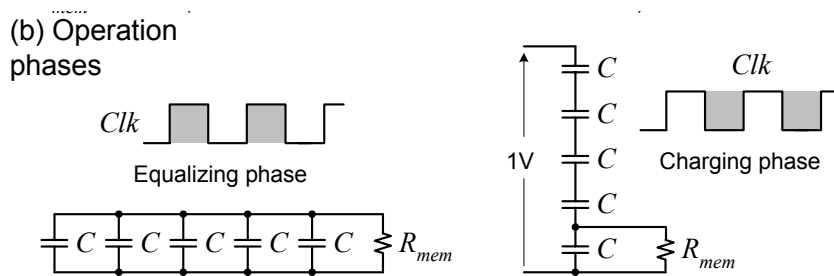 (b) Operation
phases
Clk
Equalizing phase
C C C C C R_mem
1V
C
C
C
C
C R_mem
Clk
Charging phase